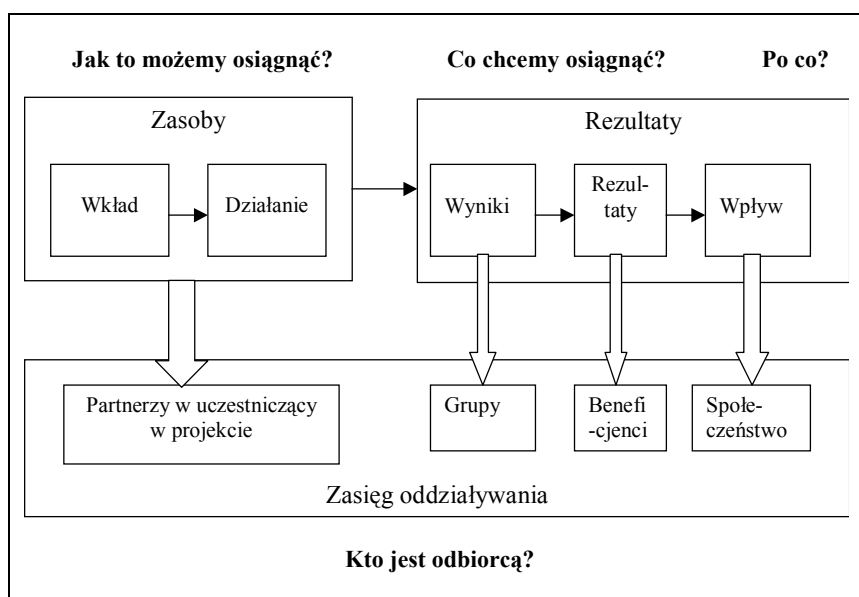 Jak to możemy osiągnąć?
Co chcemy osiągnąć?
Po co?
Zasoby
Rezultaty
Wkład
Działanie
Wyniki
Rezul-
taty
Wpływ
Partnerzy w uczestniczący
w projekcie
Grupy
Benefi
-cjenci
Społe-
czeństwo
Zasięg oddziaływania
Kto jest odbiorcą?